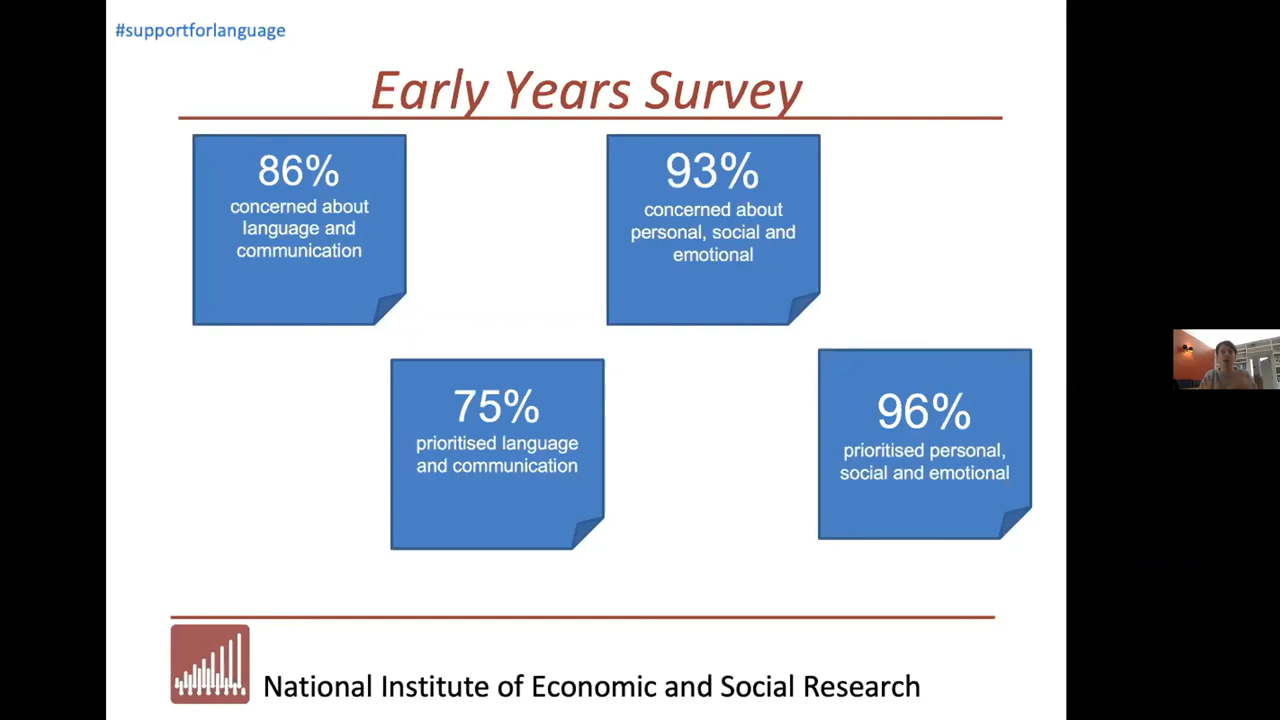 #supportforlanguage
Early Years Survey
86%
concerned about
language and
communication
93%
concerned about
personal, social and
emotional
75%
prioritised language
and communication
96%
prioritised personal,
social and emotional
National Institute of Economic and Social Research